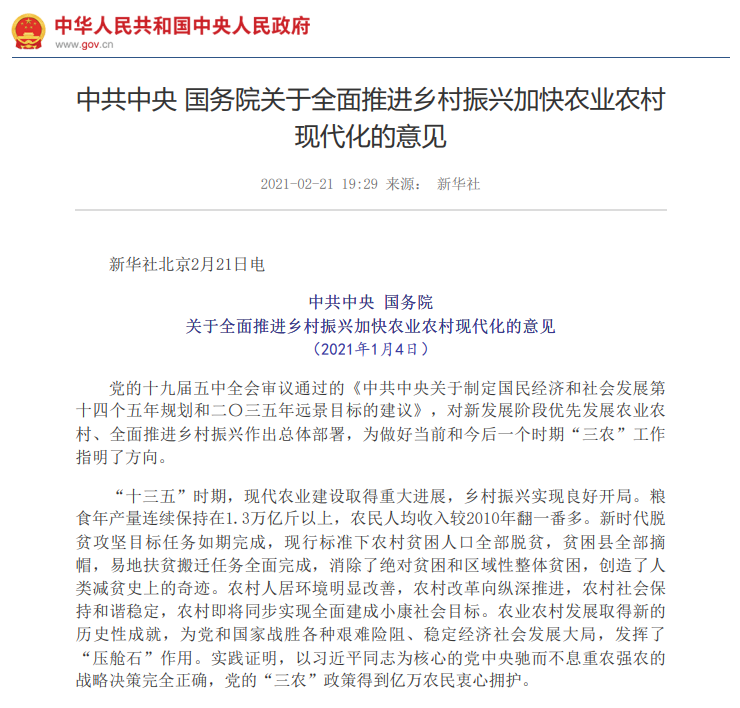 中华人民共和国中央人民政府
www.gov.cn
中共中央 国务院关于全面推进乡村振兴加快农业农村
现代化的意见
2021-02-21 19:29 来源： 新华社
新华社北京2月21日电
中共中央 国务院
关于全面推进乡村振兴加快农业农村现代化的意见
（2021年1月4日）
党的十九届五中全会审议通过的《中共中央关于制定国民经济和社会发展第
十四个五年规划和二〇三五年远景目标的建议》，对新发展阶段优先发展农业农
村、全面推进乡村振兴作出总体部署，为做好当前和今后一个时期“三农”工作
指明了方向。
“十三五”时期，现代农业建设取得重大进展，乡村振兴实现良好开局。粮
食年产量连续保持在1.3万亿斤以上，农民人均收入较2010年翻一番多。新时代脱
贫攻坚目标任务如期完成，现行标准下农村贫困人口全部脱贫，贫困县全部摘
帽，易地扶贫搬迁任务全面完成，消除了绝对贫困和区域性整体贫困，创造了人
类减贫史上的奇迹。农村人居环境明显改善，农村改革向纵深推进，农村社会保
持和谐稳定，农村即将同步实现全面建成小康社会目标。农业农村发展取得新的
历史性成就，为党和国家战胜各种艰难险阻、稳定经济社会发展大局，发挥了
“压舱石”作用。实践证明，以习近平同志为核心的党中央驰而不息重农强农的
战略决策完全正确，党的“三农”政策得到亿万农民衷心拥护。